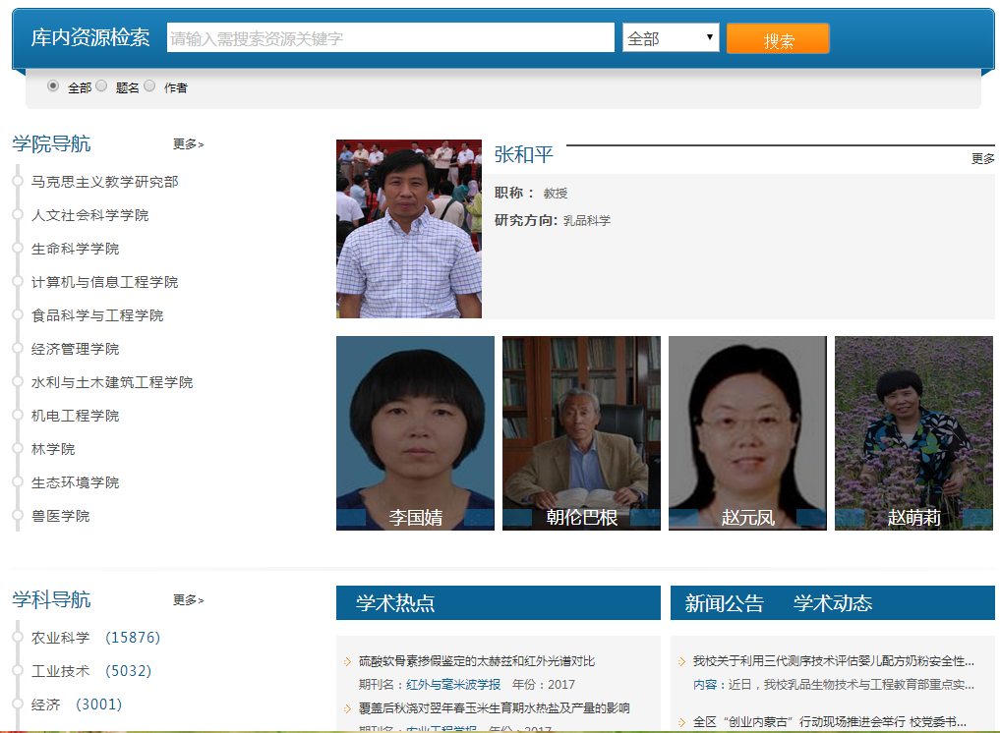 库内资源检索 请输入需搜索资源关键字 全部 搜索
全部 题名 作者
学院导航 更多>
马克思主义教学研究部
人文社会科学学院
生命科学学院
计算机与信息工程学院
食品科学与工程学院
经济管理学院
水利与土木建筑工程学院
机电工程学院
林学院
生态环境学院
兽医学院
张和平
更多
职称： 教授
研究方向: 乳品科学
李国婧 朝伦巴根 赵元凤 赵萌莉
学科导航 更多>
农业科学 (15876)
工业技术 (5032)
经济 (3001)
学术热点
硫酸软骨素掺假鉴定的太赫兹和红外光谱对比
期刊名：红外与毫米波学报 年份：2017
覆盖后秋浇对翌年春玉米生育期水热盐及产量的影响
期刊名：农业工程学报 年份：2017
新闻公告 学术动态
我校关于利用三代测序技术评估婴儿配方奶粉安全性...
内容：近日，我校乳品生物技术与工程教育部重点实...
全区“创业内蒙古”行动现场推进会举行 校党委书...